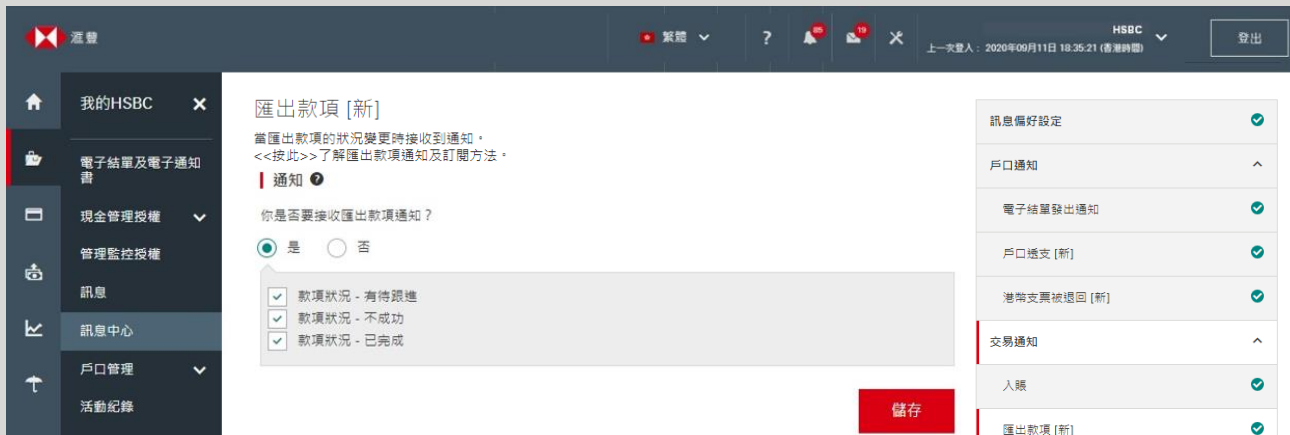 滙豐
繁體
?
85
19
HSBC
上一次登入： 2020年09月11日 18:35:21 (香港時間)
登出
我的HSBC
電子結單及電子通知
書
現金管理授權
管理監控授權
訊息
訊息中心
戶口管理
活動紀錄
匯出款項 [新]
當匯出款項的狀況變更時接收到通知。
<<按此>>了解匯出款項通知及訂閱方法。
通知 ?
你是否要接收匯出款項通知？
是 否
款項狀況 - 有待跟進
款項狀況 - 不成功
款項狀況 - 已完成
儲存
訊息偏好設定
戶口通知
電子結單發出通知
戶口透支 [新]
港幣支票被退回 [新]
交易通知
入賬
匯出款項 [新]